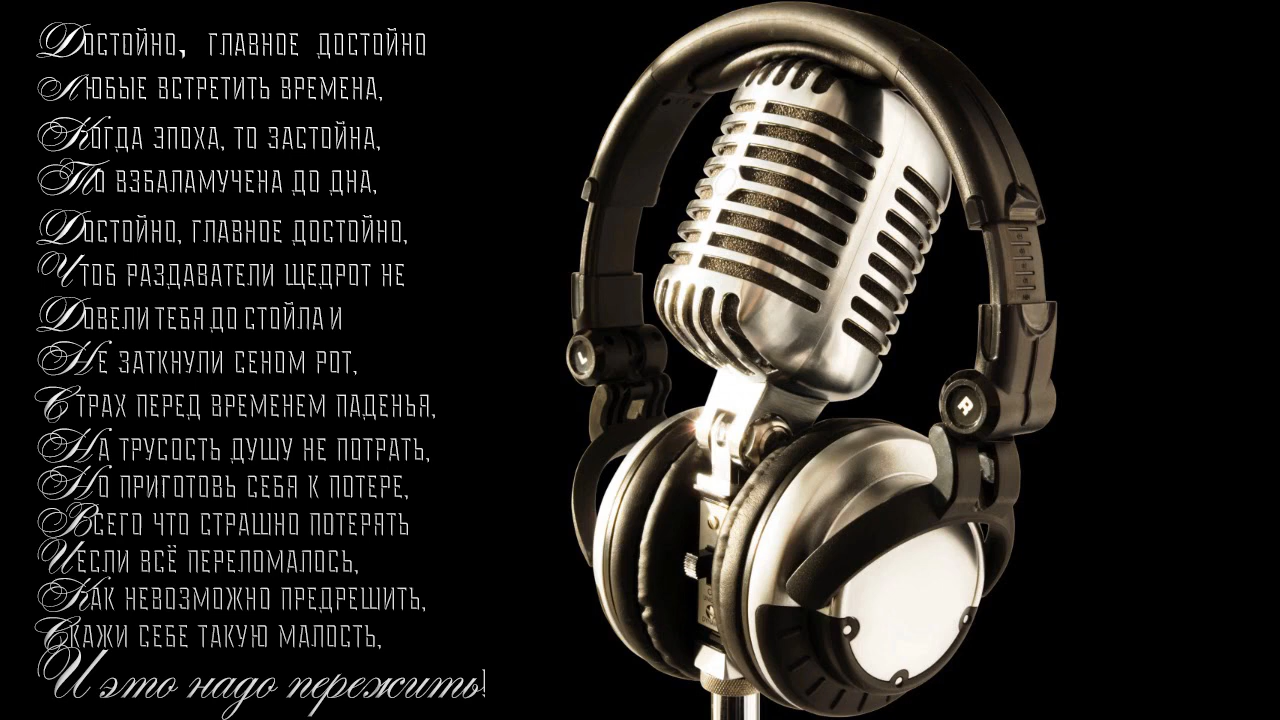 Достойно, главное достойно
Любые встретить времена,
Когда эпоха, то застойна,
То взбаламучена до дна,
Достойно, главное достойно,
Чтоб раздаватели щедрот не
Довели тебя до стойла и
Не заткнули сеном рот,
Страх перед временем паденья,
На трусость душу не потрать,
Но приготовь себя к потере,
Всего что страшно потерять
И если всё переломалось,
Как невозможно предрешить,
Скажи себе такую малость,
И это надо пережить!
L
R